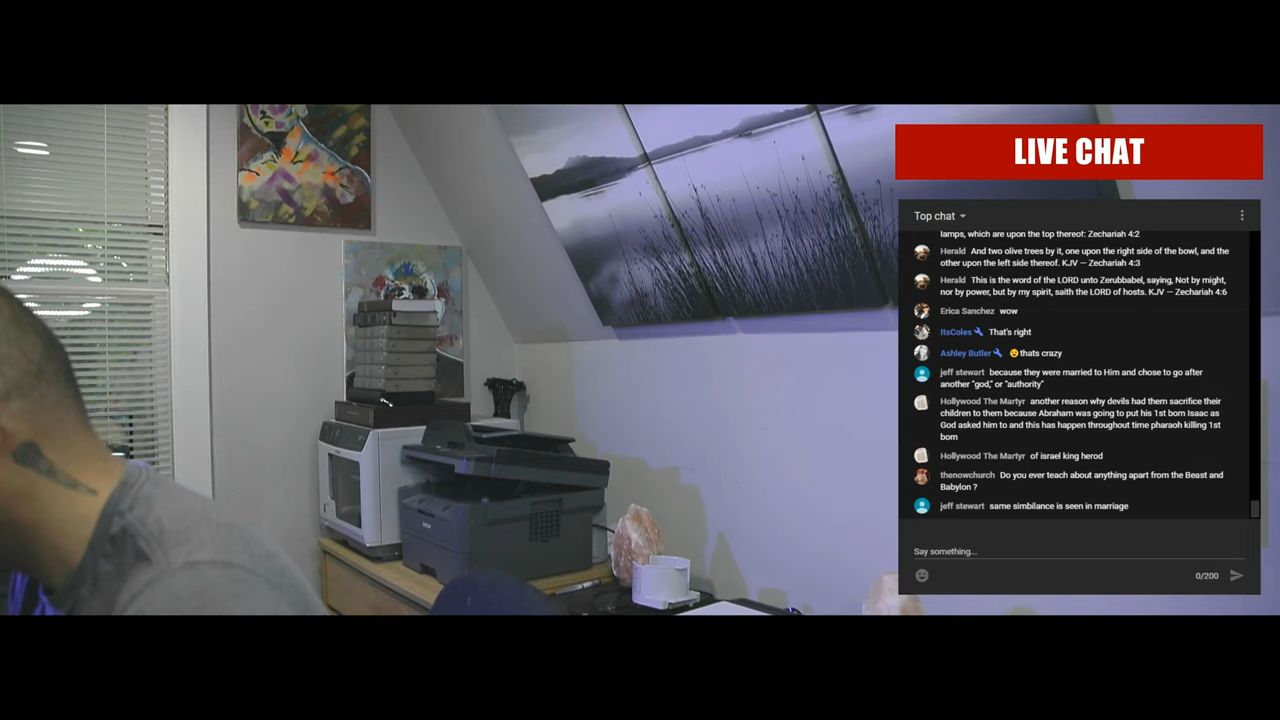 LIVE CHAT
Top chat
lamps, which are upon the top thereof: Zechariah 4:2
Herald And two olive trees by it, one upon the right side of the bowl, and the
other upon the left side thereof. KJV — Zechariah 4:3
Herald This is the word of the LORD unto Zerubbabel, saying, Not by might,
nor by power, but by my spirit, saith the LORD of hosts. KJV — Zechariah 4:6
Erica Sanchez wow
ItsColes That's right
Ashley Butler 😮thats crazy
jeff stewart because they were married to Him and chose to go after
another "god," or "authority"
Hollywood The Martyr another reason why devils had them sacrifice their
children to them because Abraham was going to put his 1st born Isaac as
God asked him to and this has happen throughout time pharaoh killing 1st
born
Hollywood The Martyr of israel king herod
thenowchurch Do you ever teach about anything apart from the Beast and
Babylon ?
jeff stewart same simbilance is seen in marriage
Say something...
0/200